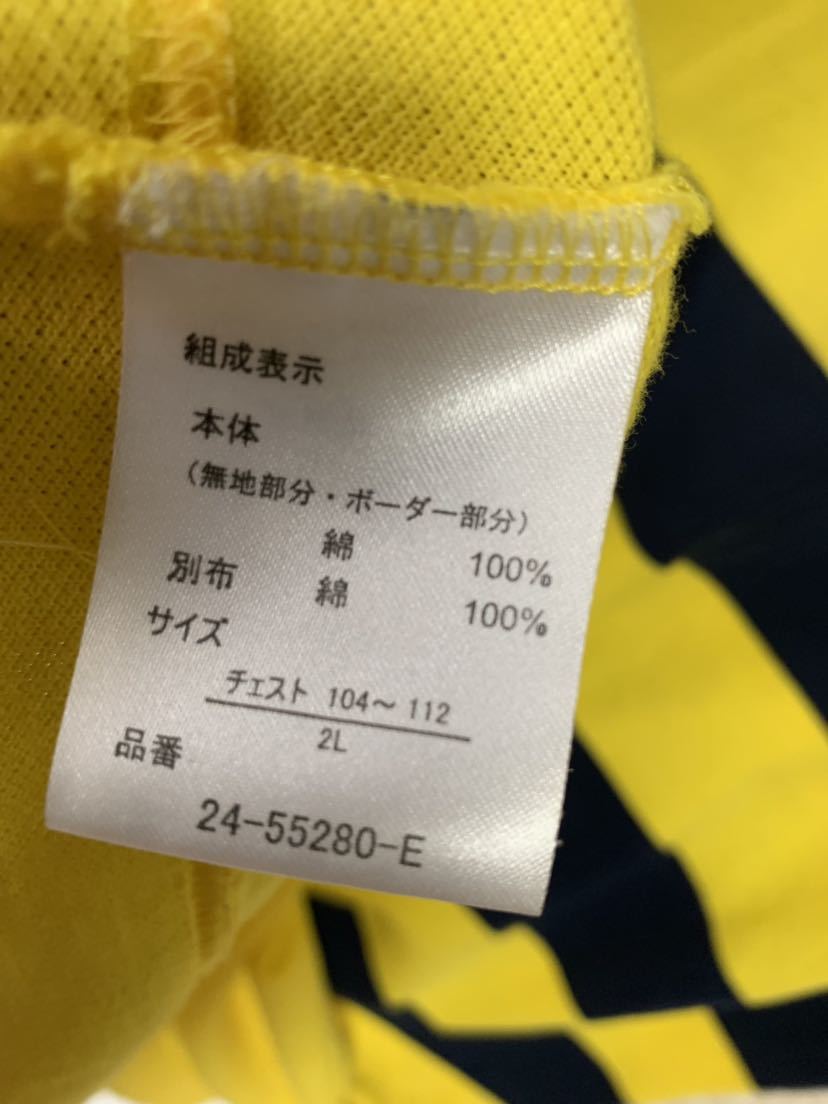 組成表示
本体
（無地部分・ボーダー部分）
綿 100%
別布 綿 100%
サイズ
チェスト 104～112
2L
品番
24-55280-E